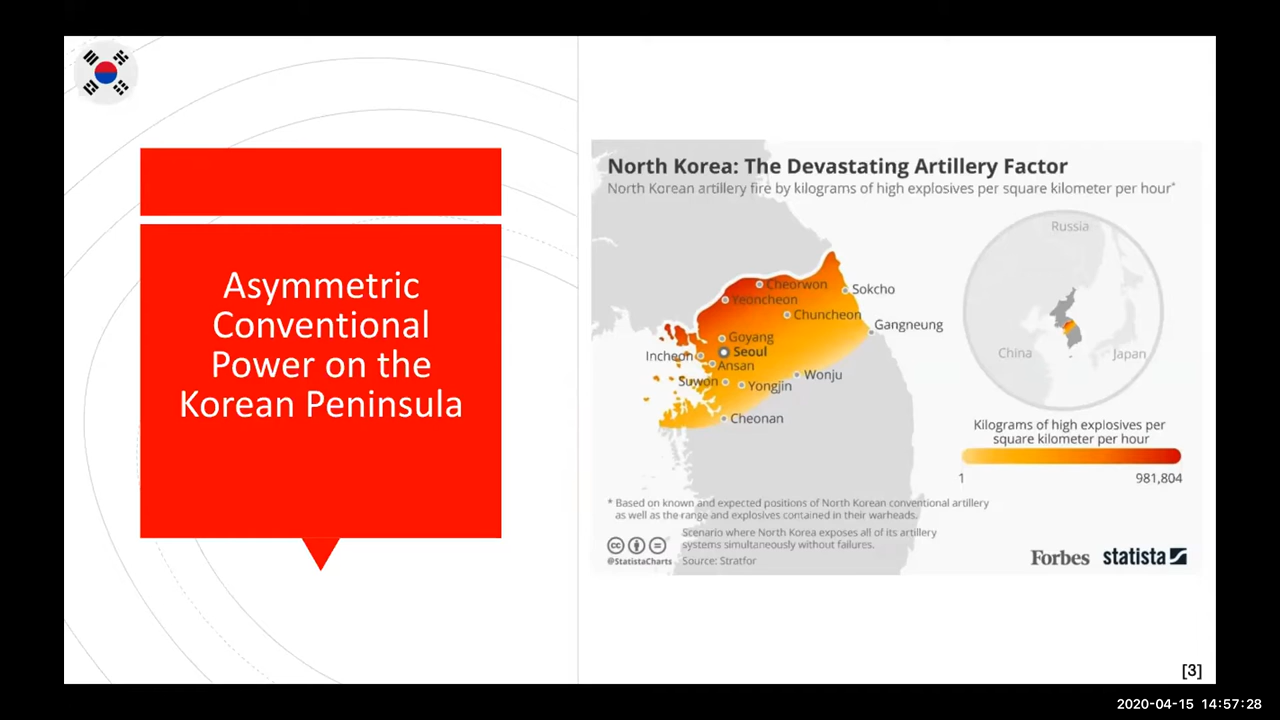 Asymmetric
Conventional
Power on the
Korean Peninsula
North Korea: The Devastating Artillery Factor
North Korean artillery fire by kilograms of high explosives per square kilometer per hour*
Russia
China
Japan
Cheorwon
Sokcho
Yeoncheon
Chuncheon
Gangneung
Goyang
Seoul
Incheon
Ansan
Suwon
Yongjin
Wonju
Cheonan
Kilograms of high explosives per
square kilometer per hour
1
981,804
* Based on known and expected positions of North Korean conventional artillery
as well as the range and explosives contained in their warheads.
Scenario where North Korea exposes all of its artillery
systems simultaneously without failures.
@StatistaCharts
Source: Stratfor
Forbes
statista
[3]
2020-04-15 14:57:28